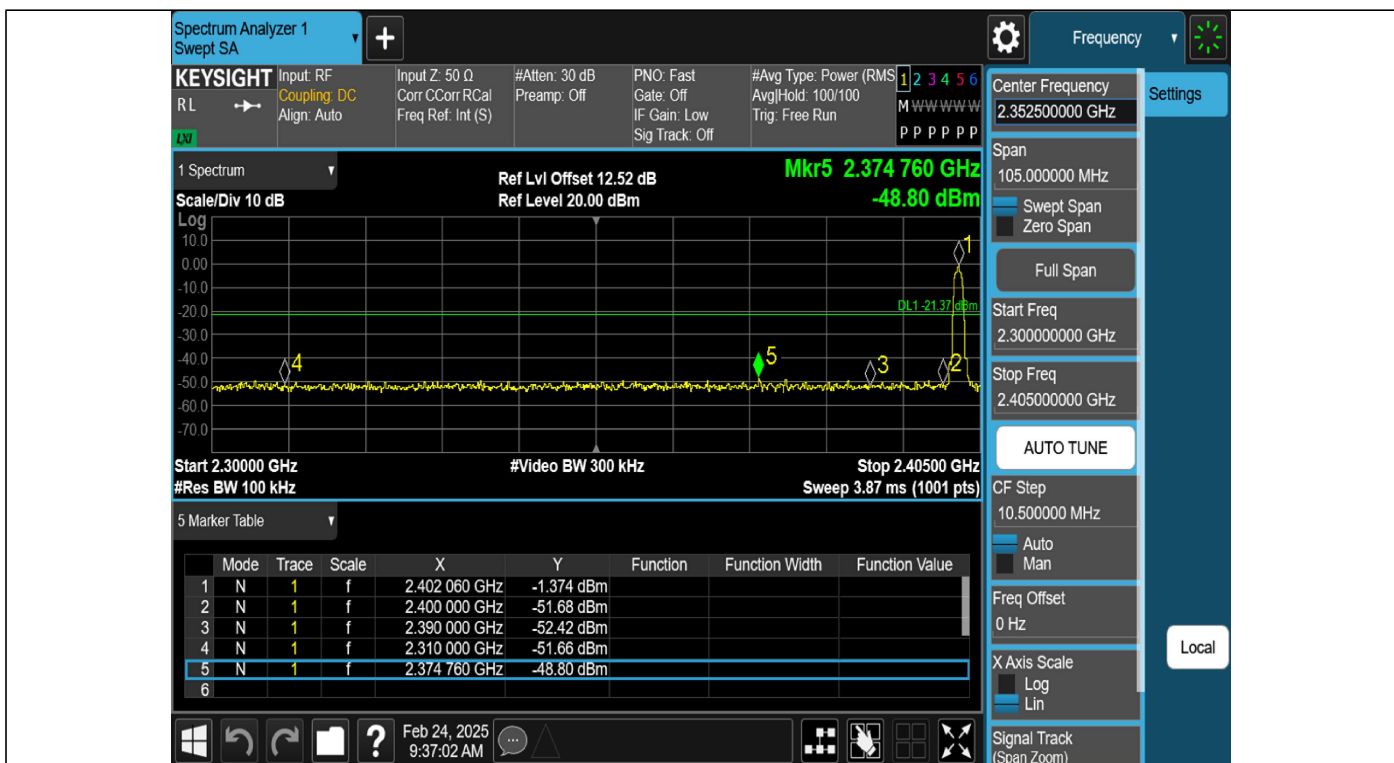 Spectrum Analyzer 1
Swept SA
+
Frequency
KEYSIGHT
RL
LXI
Input: RF
Coupling: DC
Align: Auto
Input Z: 50 Ω
Corr CCorr RCal
Freq Ref: Int (S)
#Atten: 30 dB
Preamp: Off
PNO: Fast
Gate: Off
IF Gain: Low
Sig Track: Off
#Avg Type: Power (RMS
Avg|Hold: 100/100
Trig: Free Run
1 2 3 4 5 6
M W W W W W
P P P P P P
1 Spectrum
Scale/Div 10 dB
Ref Lvl Offset 12.52 dB
Ref Level 20.00 dBm
Mkr5 2.374 760 GHz
-48.80 dBm
Log
10.0
0.00
-10.0
-20.0
-30.0
-40.0
-50.0
-60.0
-70.0
1
DL1 -21.37 dBm
4
5
3
2
Start 2.30000 GHz
#Video BW 300 kHz
Stop 2.40500 GHz
#Res BW 100 kHz
Sweep 3.87 ms (1001 pts)
5 Marker Table
Mode Trace Scale X Y Function Function Width Function Value
1 N 1 f 2.402 060 GHz -1.374 dBm
2 N 1 f 2.400 000 GHz -51.68 dBm
3 N 1 f 2.390 000 GHz -52.42 dBm
4 N 1 f 2.310 000 GHz -51.66 dBm
5 N 1 f 2.374 760 GHz -48.80 dBm
6
?
Feb 24, 2025
9:37:02 AM
Center Frequency
2.352500000 GHz
Settings
Span
105.000000 MHz
Swept Span
Zero Span
Full Span
Start Freq
2.300000000 GHz
Stop Freq
2.405000000 GHz
AUTO TUNE
CF Step
10.500000 MHz
Auto
Man
Freq Offset
0 Hz
Local
X Axis Scale
Log
Lin
Signal Track
(Span Zoom)